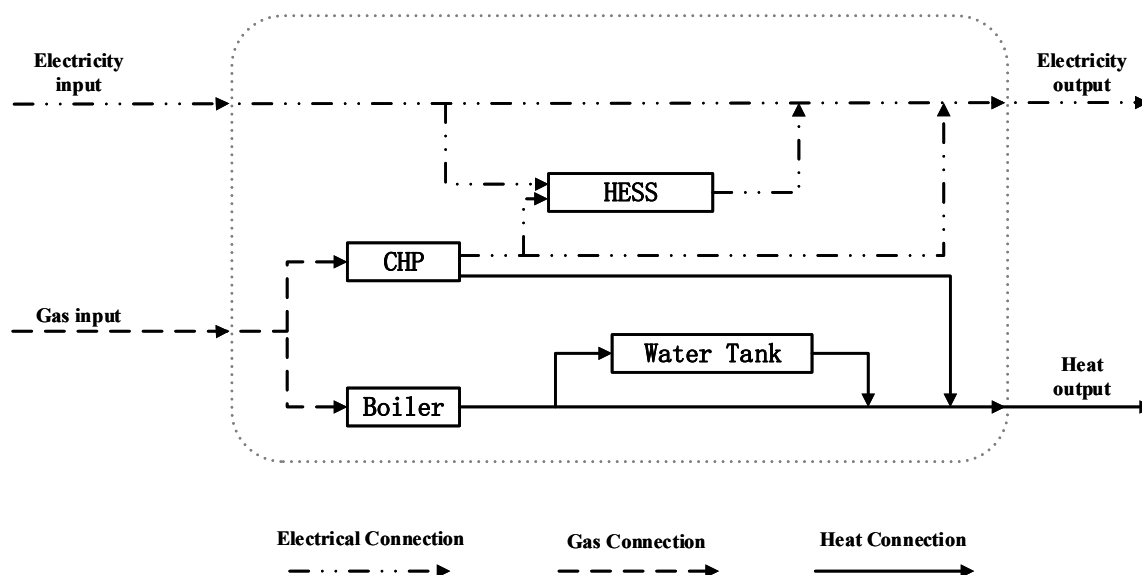 Electricity
input
Electricity
output
HESS
CHP
Gas input
Water Tank
Boiler
Heat
output
Electrical Connection
Gas Connection
Heat Connection